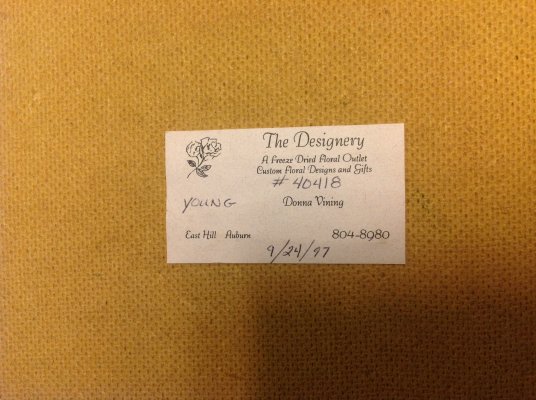 The Designery
A Freeze Dried Floral Outlet
Custom Floral Designs and Gifts
# 40418
YOUNG Donna Vining
East Hill Auburn 804-8980
9/24/97